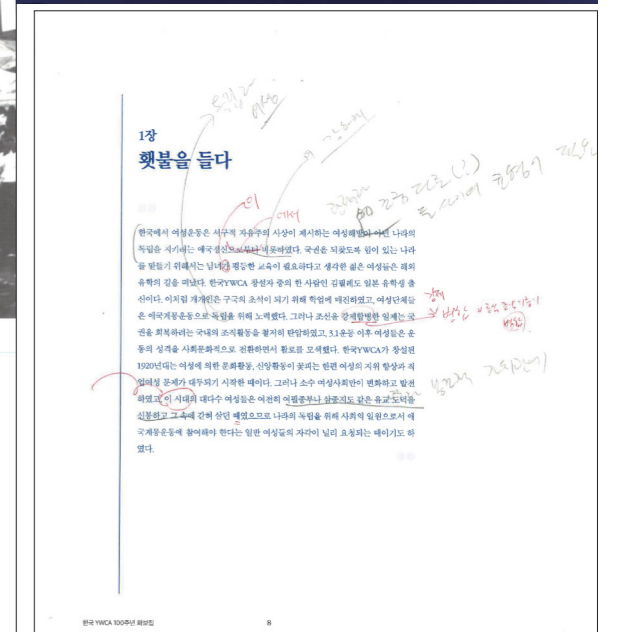 1장
횃불을 들다
한국에서 여성운동은 서구적 자유주의 사상이 제시하는 여성해방이 아닌 나라의
독립을 지키려는 애국정신으로부터 비롯하였다. 국권을 되찾도록 힘이 있는 나라
를 만들기 위해서는 남녀가 평등한 교육이 필요하다고 생각한 젊은 여성들은 해외
유학의 길을 떠났다. 한국YWCA 창설자 중의 한 사람인 김필례도 일본 유학생 출
신이다. 이처럼 개개인은 구국의 초석이 되기 위해 학업에 매진하였고, 여성단체들
은 애국계몽운동으로 독립을 위해 노력했다. 그러나 조선을 강제합병한 일제는 국
권을 회복하려는 국내의 조직활동을 철저히 탄압하였고, 3.1운동 이후 여성들은 운
동의 성격을 사회문화적으로 전환하면서 활로를 모색했다. 한국YWCA가 창설된
1920년대는 여성에 의한 문화활동, 신앙활동이 꽃피는 한편 여성의 지위 향상과 직
업여성 문제가 대두되기 시작한 때이다. 그러나 소수 여성사회만이 변화하고 발전
하였고, 이 시대의 대다수 여성들은 여전히 여필종부나 삼종지도 같은 유교 도덕을
신봉하고 그 속에 갇혀 살던 때였으므로 나라의 독립을 위해 사회의 일원으로서 애
국계몽운동에 참여해야 한다는 일반 여성들의 자각이 널리 요청되는 때이기도 하
였다.
한국 YWCA 100주년 화보집 8